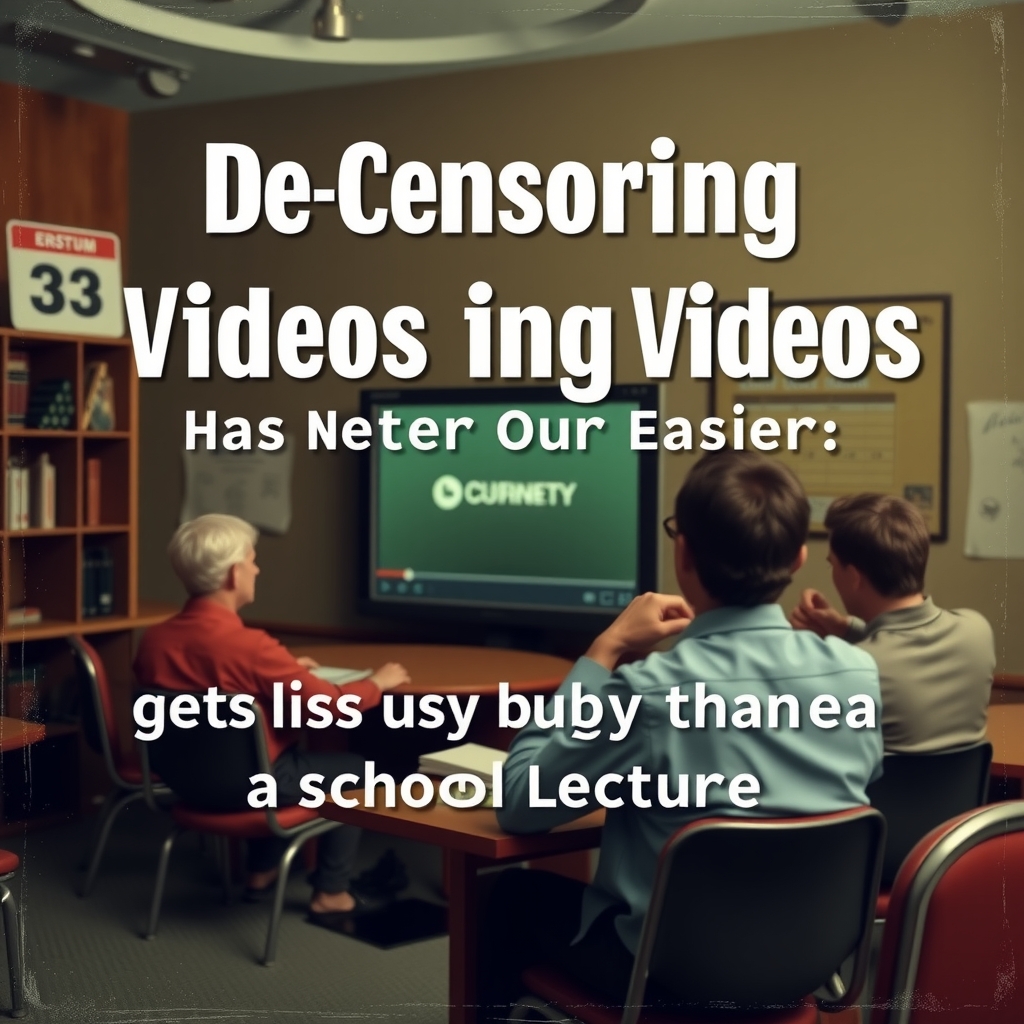 De-Censoring
Videos ing Videos
Has Neter Our Easier:
ERSTUM
33
CURNETY
gets liss usy buby thanea
a school Lecture